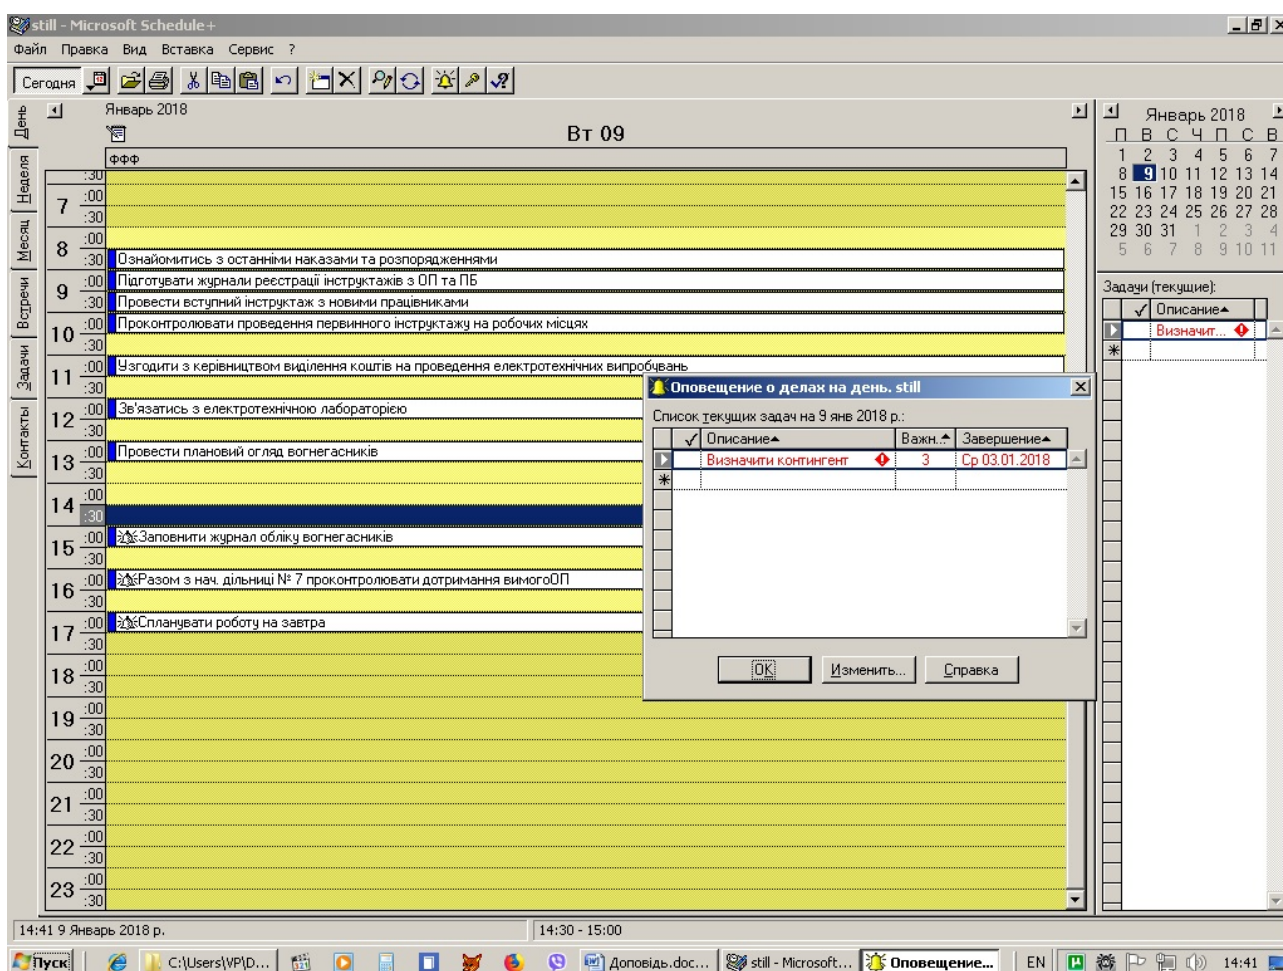 still - Microsoft Schedule+
Файл Правка Вид Вставка Сервис ?
Сегодня
День
Неделя
Месяц
Встречи
Задачи
Контакты
Январь 2018
Вт 09
ффф
:30
7 :00
:30
8 :00
:30 Ознайомитись з останніми наказами та розпорядженнями
9 :00 Підготувати журнали реєстрації інструктажів з ОП та ПБ
:30 Провести вступний інструктаж з новими працівниками
10 :00 Проконтролювати проведення первинного інструктажу на робочих місцях
:30
11 :00 Узгодити з керівництвом виділення коштів на проведення електротехнічних випробувань
:30
12 :00 Зв'язатись з електротехнічною лабораторією
:30
13 :00 Провести плановий огляд вогнегасників
:30
14 :00
:30
15 :00 Заповнити журнал обліку вогнегасників
:30
16 :00 Разом з нач. дільниці № 7 проконтролювати дотримання вимогоОП
:30
17 :00 Спланувати роботу на завтра
:30
18 :00
:30
19 :00
:30
20 :00
:30
21 :00
:30
22 :00
:30
23 :00
:30
Январь 2018
П В С Ч П С В
1 2 3 4 5 6 7
8 9 10 11 12 13 14
15 16 17 18 19 20 21
22 23 24 25 26 27 28
29 30 31 1 2 3 4
5 6 7 8 9 10 11
Задачи (текущие):
Описание
Визначит...
Оповещение о делах на день. still
Список текущих задач на 9 янв 2018 р.:
Описание Важн.. Завершение
Визначити контингент 3 Ср 03.01.2018
OK Изменить... Справка
14:41 9 Январь 2018 р. 14:30 - 15:00
Пуск C:\Users\VP\D... Доповідь.doc... still - Microsoft... Оповещение... EN 14:41